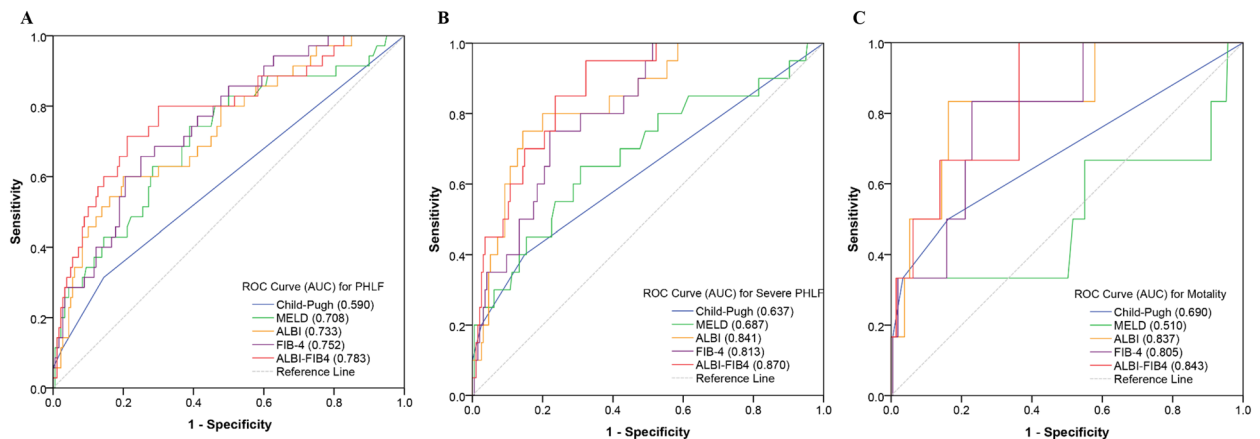 A
Sensitivity
1.0
0.8
0.6
0.4
0.2
0.0
ROC Curve (AUC) for PHLF
Child-Pugh (0.590)
MELD (0.708)
ALBI (0.733)
FIB-4 (0.752)
ALBI-FIB4 (0.783)
Reference Line
0.0 0.2 0.4 0.6 0.8 1.0
1 - Specificity
B
Sensitivity
1.0
0.8
0.6
0.4
0.2
0.0
ROC Curve (AUC) for Severe PHLF
Child-Pugh (0.637)
MELD (0.687)
ALBI (0.841)
FIB-4 (0.813)
ALBI-FIB4 (0.870)
Reference Line
0.0 0.2 0.4 0.6 0.8 1.0
1 - Specificity
C
Sensitivity
1.0
0.8
0.6
0.4
0.2
0.0
ROC Curve (AUC) for Motality
Child-Pugh (0.690)
MELD (0.510)
ALBI (0.837)
FIB-4 (0.805)
ALBI-FIB4 (0.843)
Reference Line
0.0 0.2 0.4 0.6 0.8 1.0
1 - Specificity